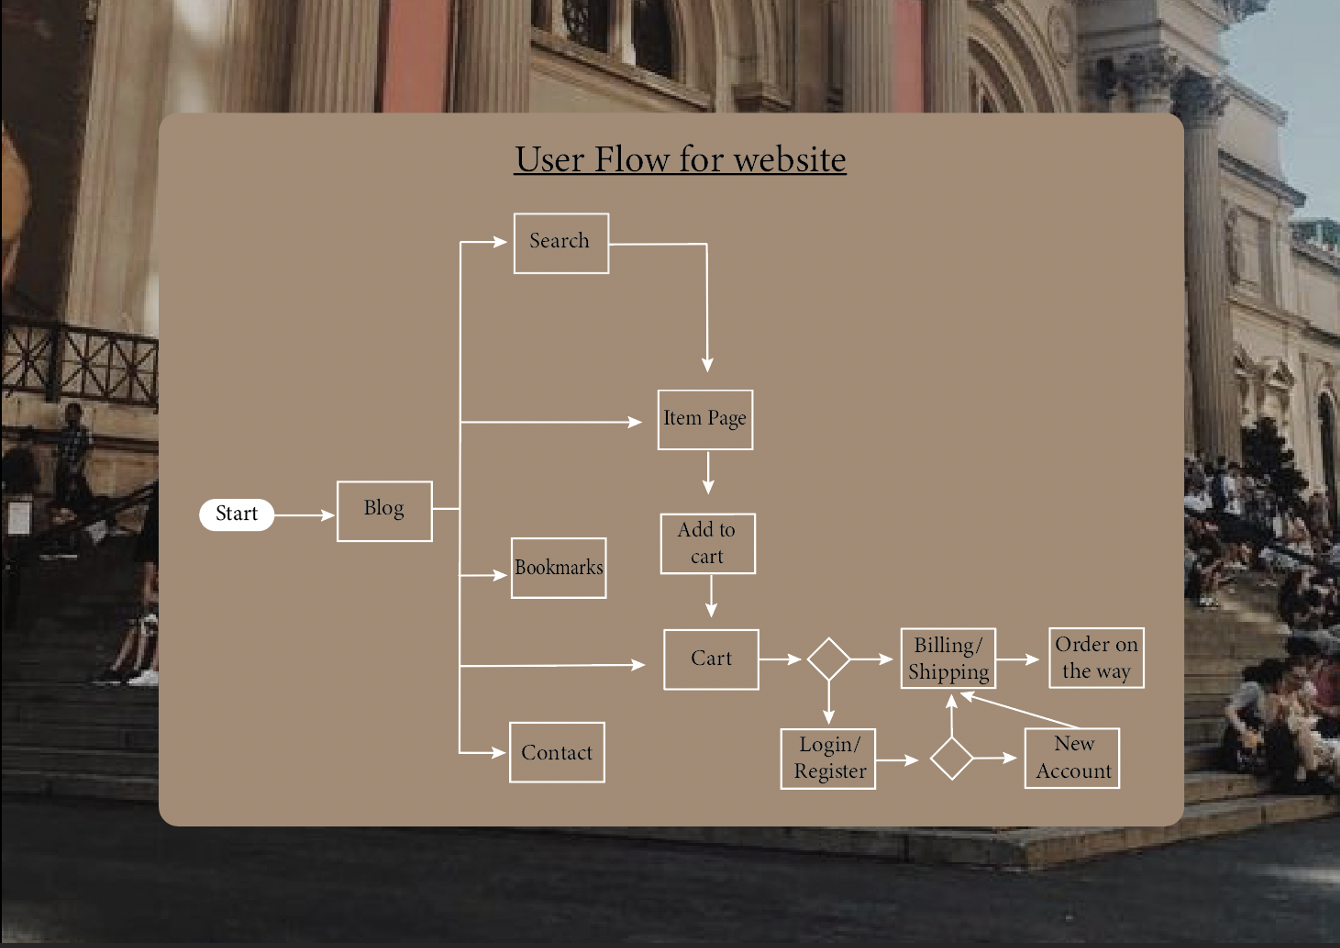 User Flow for website
Search
Item Page
Start
Blog
Add to
cart
Bookmarks
Cart
Billing/
Shipping
Order on
the way
Contact
Login/
Register
New
Account